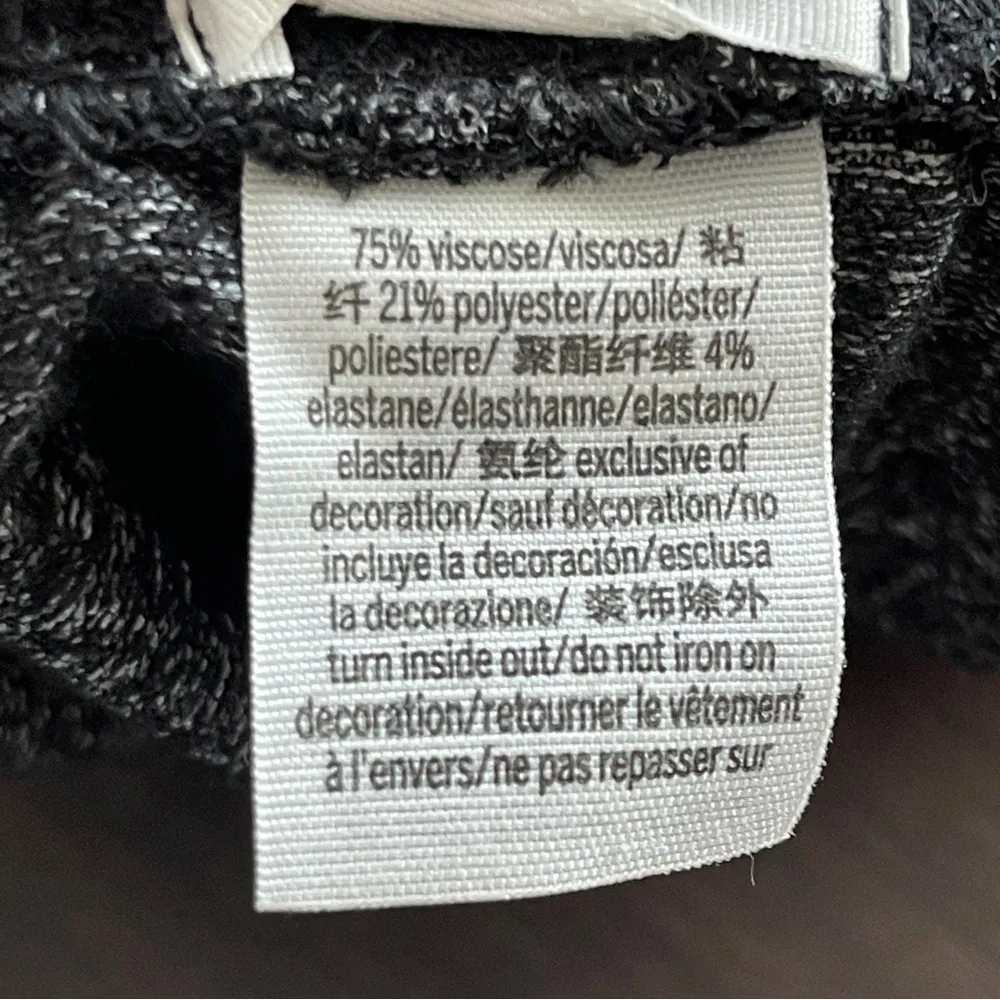 75% viscose/viscosa/ 粘
纤 21% polyester/poliéster/
poliestere/ 聚酯纤维 4%
elastane/élasthanne/elastano/
elastan/ 氨纶 exclusive of
decoration/sauf décoration/no
incluye la decoración/esclusa
la decorazione/ 装饰除外
turn inside out/do not iron on
decoration/retourner le vêtement
à l'envers/ne pas repasser sur